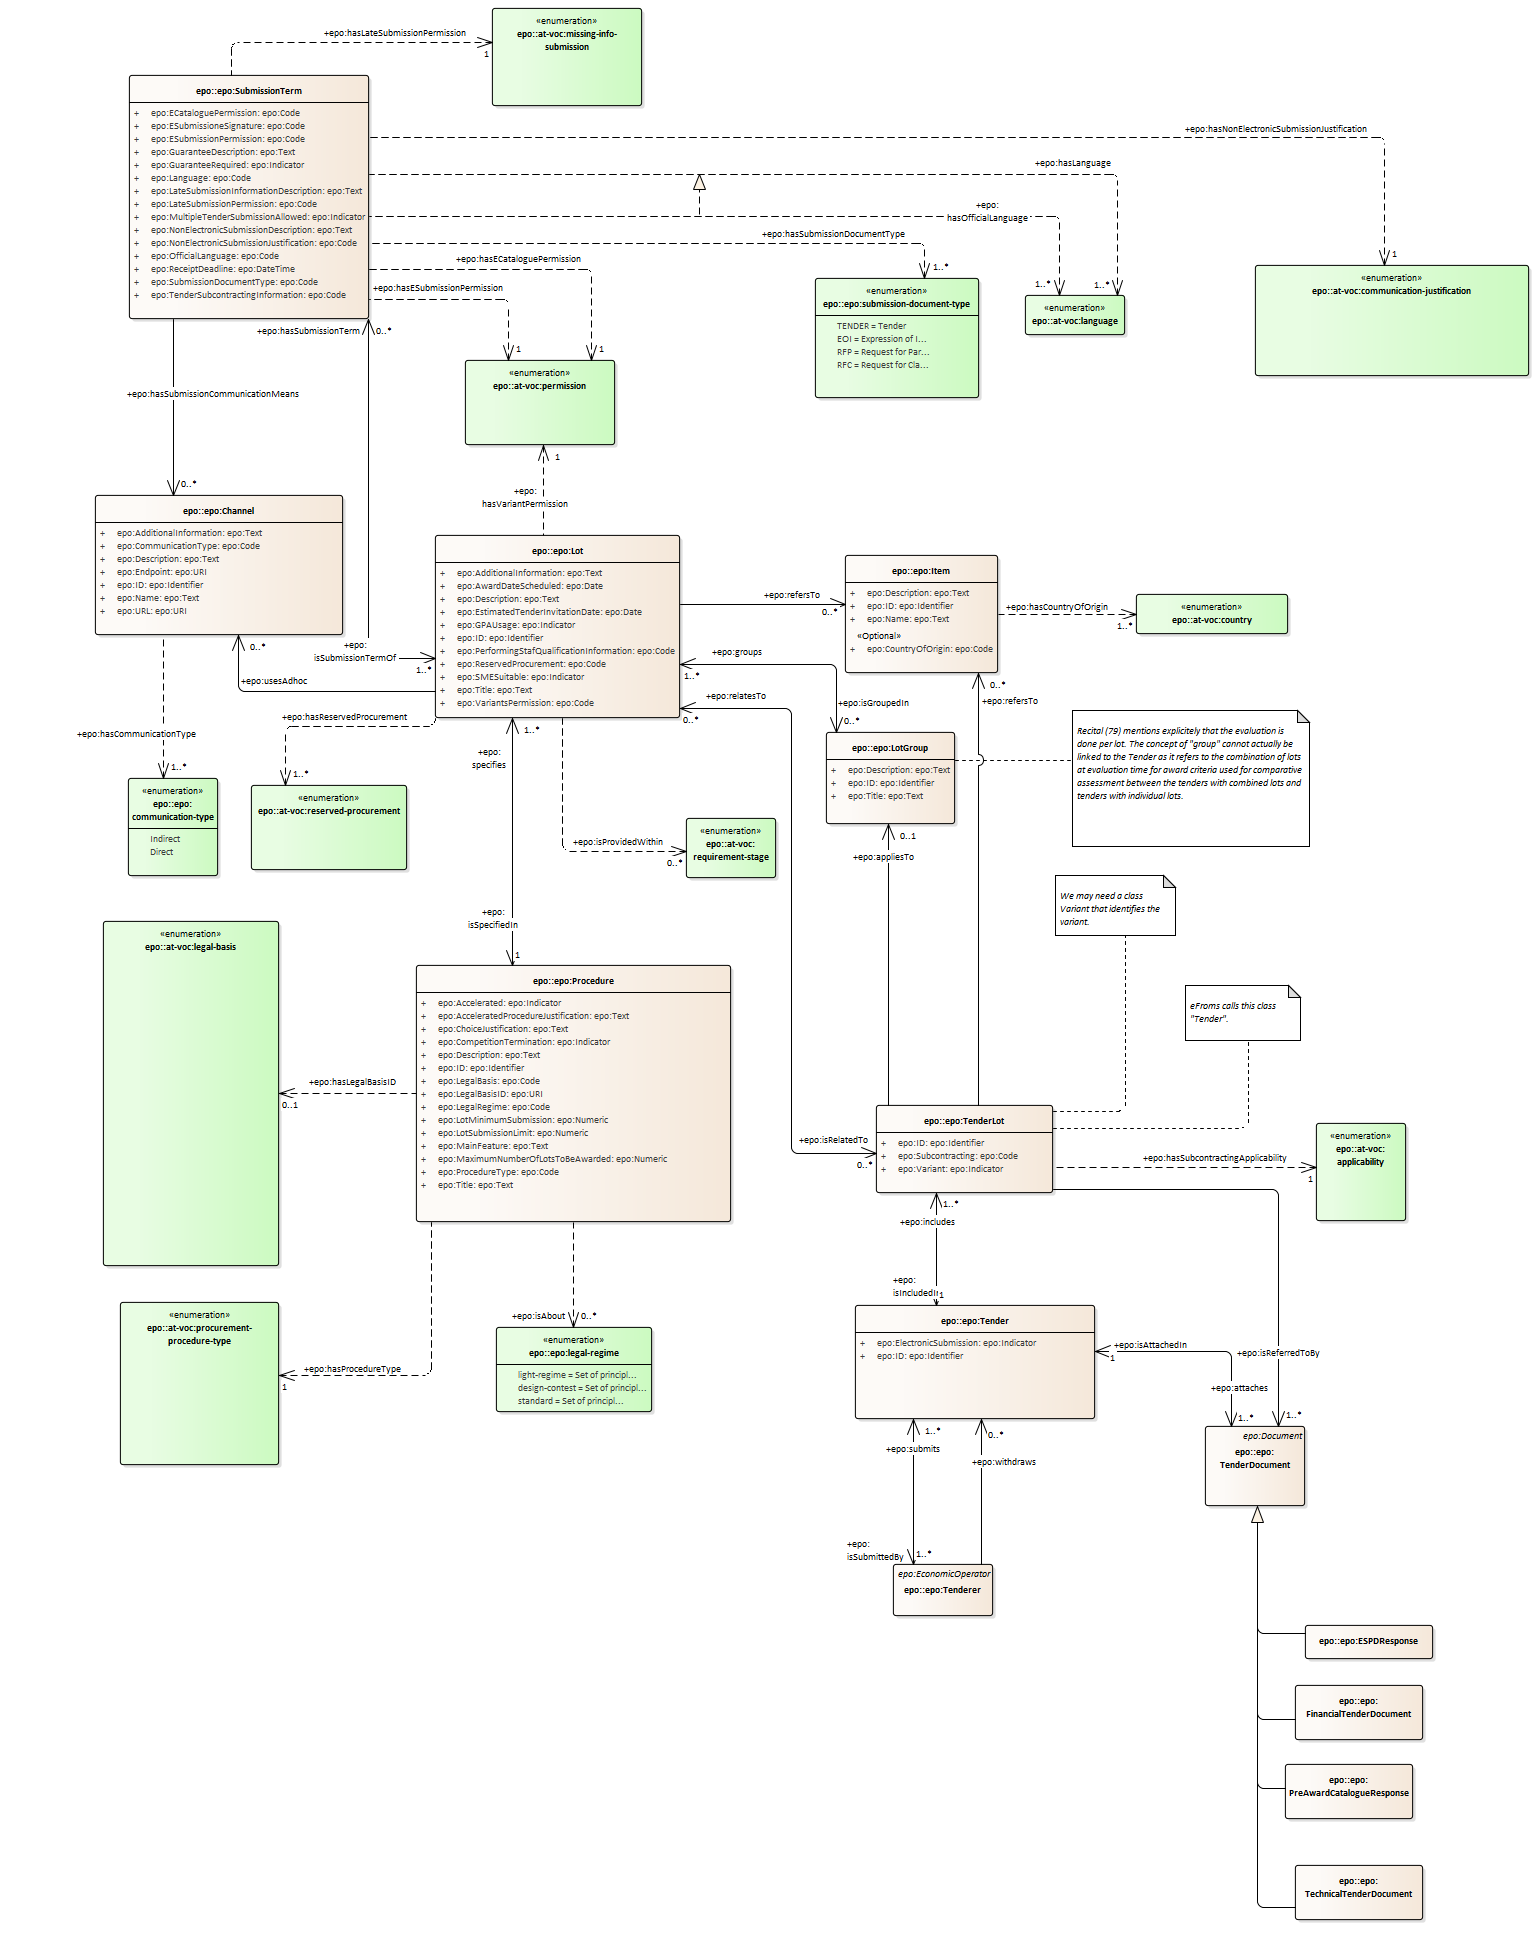 «enumeration»
epo::at-voc:missing-info-
submission
+epo:hasLateSubmissionPermission
1
epo::epo:SubmissionTerm
+ epo:ECataloguePermission: epo:Code
+ epo:ESubmissioneSignature: epo:Code
+ epo:ESubmissionPermission: epo:Code
+ epo:GuaranteeDescription: epo:Text
+ epo:GuaranteeRequired: epo:Indicator
+ epo:Language: epo:Code
+ epo:LateSubmissionInformationDescription: epo:Text
+ epo:LateSubmissionPermission: epo:Code
+ epo:MultipleTenderSubmissionAllowed: epo:Indicator
+ epo:NonElectronicSubmissionDescription: epo:Text
+ epo:NonElectronicSubmissionJustification: epo:Code
+ epo:OfficialLanguage: epo:Code
+ epo:ReceiptDeadline: epo:DateTime
+ epo:SubmissionDocumentType: epo:Code
+ epo:TenderSubcontractingInformation: epo:Code
+epo:hasNonElectronicSubmissionJustification
1
+epo:hasLanguage
1..*
+epo:
hasOfficialLanguage
1..*
+epo:hasSubmissionDocumentType
1..*
+epo:hasECataloguePermission
1
+epo:hasESubmissionPermission
1
«enumeration»
epo::at-voc:communication-justification
«enumeration»
epo::epo:submission-document-type
TENDER = Tender
EOI = Expression of I...
RFP = Request for Par...
RFC = Request for Cla...
«enumeration»
epo::at-voc:language
+epo:hasSubmissionTerm
0..*
«enumeration»
epo::at-voc:permission
+epo:hasSubmissionCommunicationMeans
0..*
1
+epo:
hasVariantPermission
epo::epo:Channel
+ epo:AdditionalInformation: epo:Text
+ epo:CommunicationType: epo:Code
+ epo:Description: epo:Text
+ epo:Endpoint: epo:URI
+ epo:ID: epo:Identifier
+ epo:Name: epo:Text
+ epo:URL: epo:URI
epo::epo:Lot
+ epo:AdditionalInformation: epo:Text
+ epo:AwardDateScheduled: epo:Date
+ epo:Description: epo:Text
+ epo:EstimatedTenderInvitationDate: epo:Date
+ epo:GPAUsage: epo:Indicator
+ epo:ID: epo:Identifier
+ epo:PerformingStafQualificationInformation: epo:Code
+ epo:ReservedProcurement: epo:Code
+ epo:SMESuitable: epo:Indicator
+ epo:Title: epo:Text
+ epo:VariantsPermission: epo:Code
epo::epo:Item
+ epo:Description: epo:Text
+ epo:ID: epo:Identifier
+ epo:Name: epo:Text
«Optional»
+ epo:CountryOfOrigin: epo:Code
+epo:refersTo
0..*
+epo:hasCountryOfOrigin
1..*
«enumeration»
epo::at-voc:country
0..*
+epo:
isSubmissionTermOf
1..*
+epo:usesAdhoc
+epo:groups
1..*
+epo:relatesTo
0..*
+epo:isGroupedIn
0..*
0..*
+epo:refersTo
+epo:hasReservedProcurement
1..*
+epo:hasCommunicationType
1..*
1..*
+epo:
specifies
epo::epo:LotGroup
+ epo:Description: epo:Text
+ epo:ID: epo:Identifier
+ epo:Title: epo:Text
Recital (79) mentions explicitely that the evaluation is
done per lot. The concept of "group" cannot actually be
linked to the Tender as it refers to the combination of lots
at evaluation time for award criteria used for comparative
assessment between the tenders with combined lots and
tenders with individual lots.
«enumeration»
epo::epo:
communication-type
Indirect
Direct
«enumeration»
epo::at-voc:reserved-procurement
+epo:isProvidedWithin
0..*
«enumeration»
epo::at-voc:
requirement-stage
0..1
+epo:appliesTo
We may need a class
Variant that identifies the
variant.
+epo:
isSpecifiedIn
1
«enumeration»
epo::at-voc:legal-basis
epo::epo:Procedure
+ epo:Accelerated: epo:Indicator
+ epo:AcceleratedProcedureJustification: epo:Text
+ epo:ChoiceJustification: epo:Text
+ epo:CompetitionTermination: epo:Indicator
+ epo:Description: epo:Text
+ epo:ID: epo:Identifier
+ epo:LegalBasis: epo:Code
+ epo:LegalBasisID: epo:URI
+ epo:LegalRegime: epo:Code
+ epo:LotMinimumSubmission: epo:Numeric
+ epo:LotSubmissionLimit: epo:Numeric
+ epo:MainFeature: epo:Text
+ epo:MaximumNumberOfLotsToBeAwarded: epo:Numeric
+ epo:ProcedureType: epo:Code
+ epo:Title: epo:Text
eFroms calls this class
"Tender".
+epo:hasLegalBasisID
0..1
epo::epo:TenderLot
+ epo:ID: epo:Identifier
+ epo:Subcontracting: epo:Code
+ epo:Variant: epo:Indicator
+epo:isRelatedTo
0..*
+epo:hasSubcontractingApplicability
1
«enumeration»
epo::at-voc:
applicability
1..*
+epo:includes
+epo:
isIncludedIn
1
«enumeration»
epo::at-voc:procurement-
procedure-type
+epo:hasProcedureType
1
+epo:isAbout
0..*
«enumeration»
epo::epo:legal-regime
light-regime = Set of principl...
design-contest = Set of principl...
standard = Set of principl...
epo::epo:Tender
+ epo:ElectronicSubmission: epo:Indicator
+ epo:ID: epo:Identifier
+epo:isAttachedIn
1
+epo:isReferredToBy
+epo:attaches
1..*
1..*
epo:Document
epo::epo:
TenderDocument
1..*
+epo:submits
0..*
+epo:withdraws
+epo:
isSubmittedBy
1..*
epo:EconomicOperator
epo::epo:Tenderer
epo::epo:ESPDResponse
epo::epo:
FinancialTenderDocument
epo::epo:
PreAwardCatalogueResponse
epo::epo:
TechnicalTenderDocument